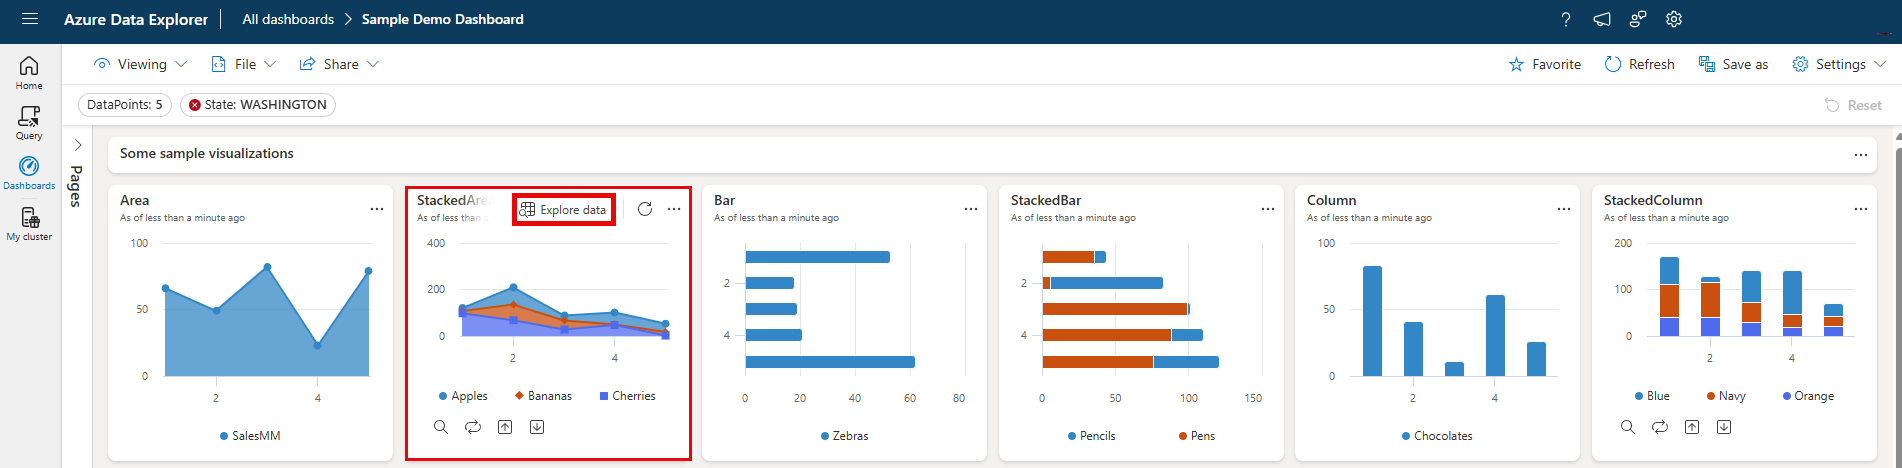 Azure Data Explorer
All dashboards > Sample Demo Dashboard
Viewing
File
Share
Favorite
Refresh
Save as
Settings
Home
Query
Dashboards
My cluster
DataPoints: 5
State: WASHINGTON
Reset
Pages
Some sample visualizations
Area
As of less than a minute ago
100
50
0
2
4
SalesMM
StackedArea
As of less than a minute ago
Explore data
400
200
0
2
4
Apples
Bananas
Cherries
Bar
As of less than a minute ago
2
4
0
20
40
60
80
Zebras
StackedBar
As of less than a minute ago
2
4
0
50
100
150
Pencils
Pens
Column
As of less than a minute ago
100
50
0
2
4
Chocolates
StackedColumn
As of less than a minute ago
200
100
0
2
4
Blue
Navy
Orange